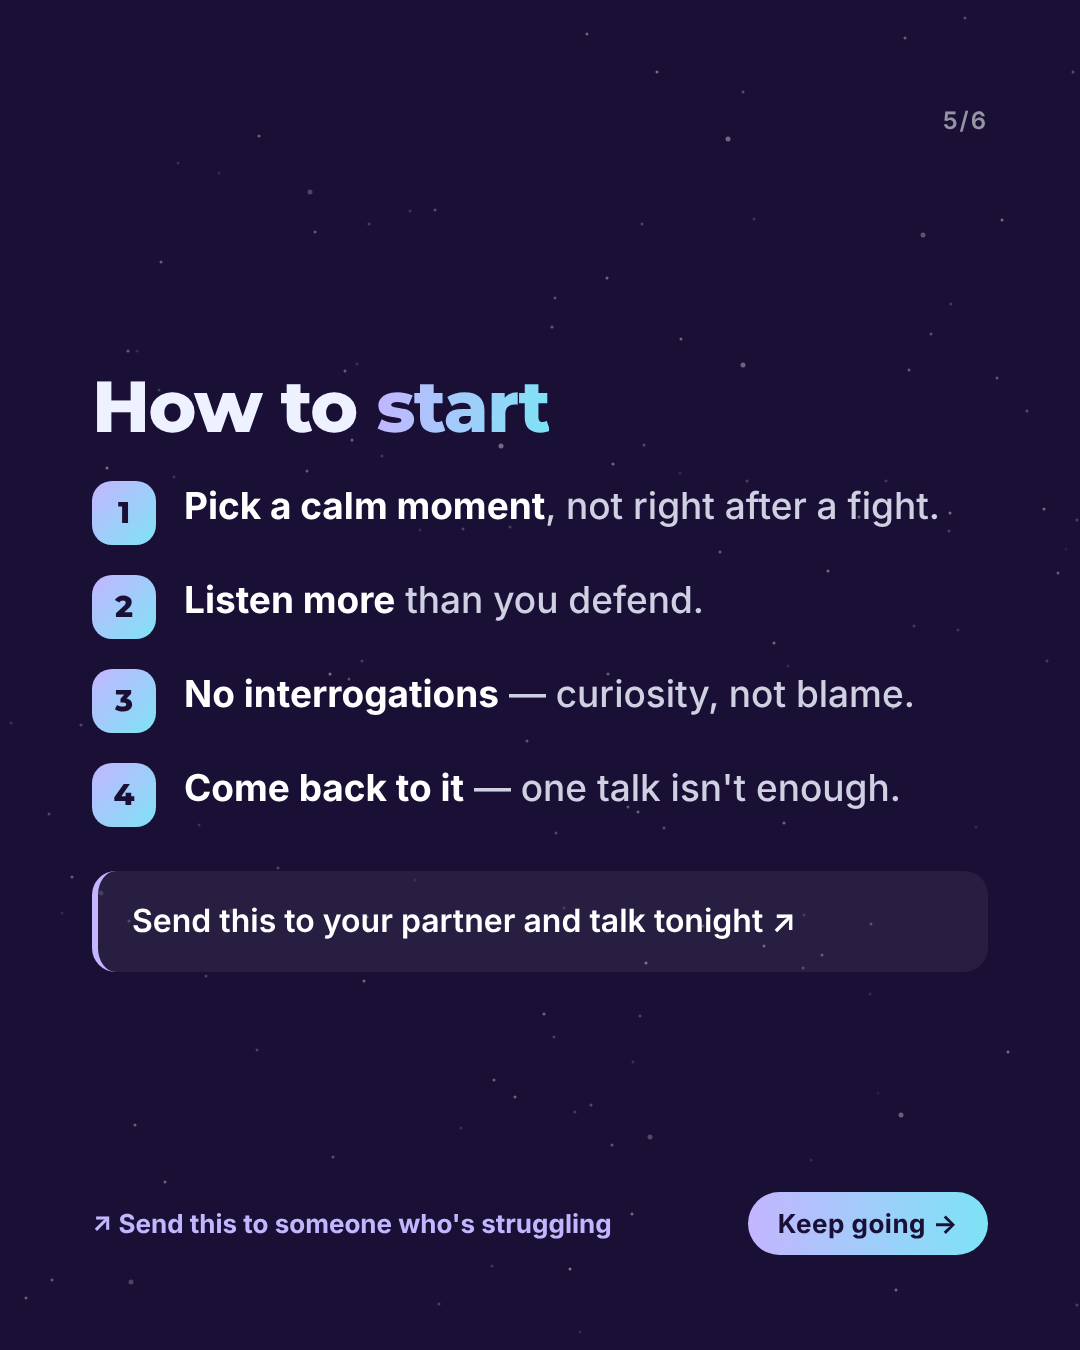 5/6
How to start
1 Pick a calm moment, not right after a fight.
2 Listen more than you defend.
3 No interrogations — curiosity, not blame.
4 Come back to it — one talk isn't enough.
Send this to your partner and talk tonight ↗
↗ Send this to someone who's struggling
Keep going →